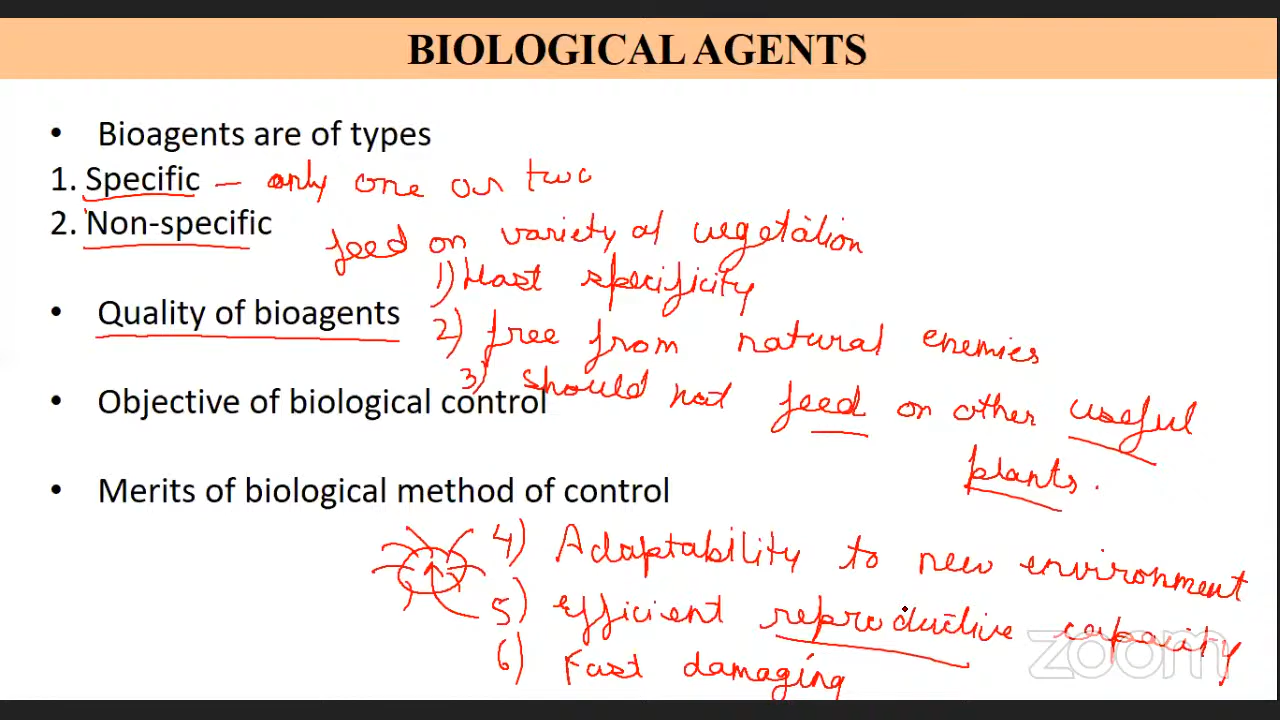 BIOLOGICAL AGENTS
• Bioagents are of types
1. Specific – only one or two
2. Non-specific
feed on variety of vegetation
1) Host specificity
• Quality of bioagents
2) free from natural enemies
3) should not feed on other useful
• Objective of biological control
plants.
• Merits of biological method of control
4) Adaptability to new environment
5) Efficient reproductive capacity
zoom
6) Fast damaging